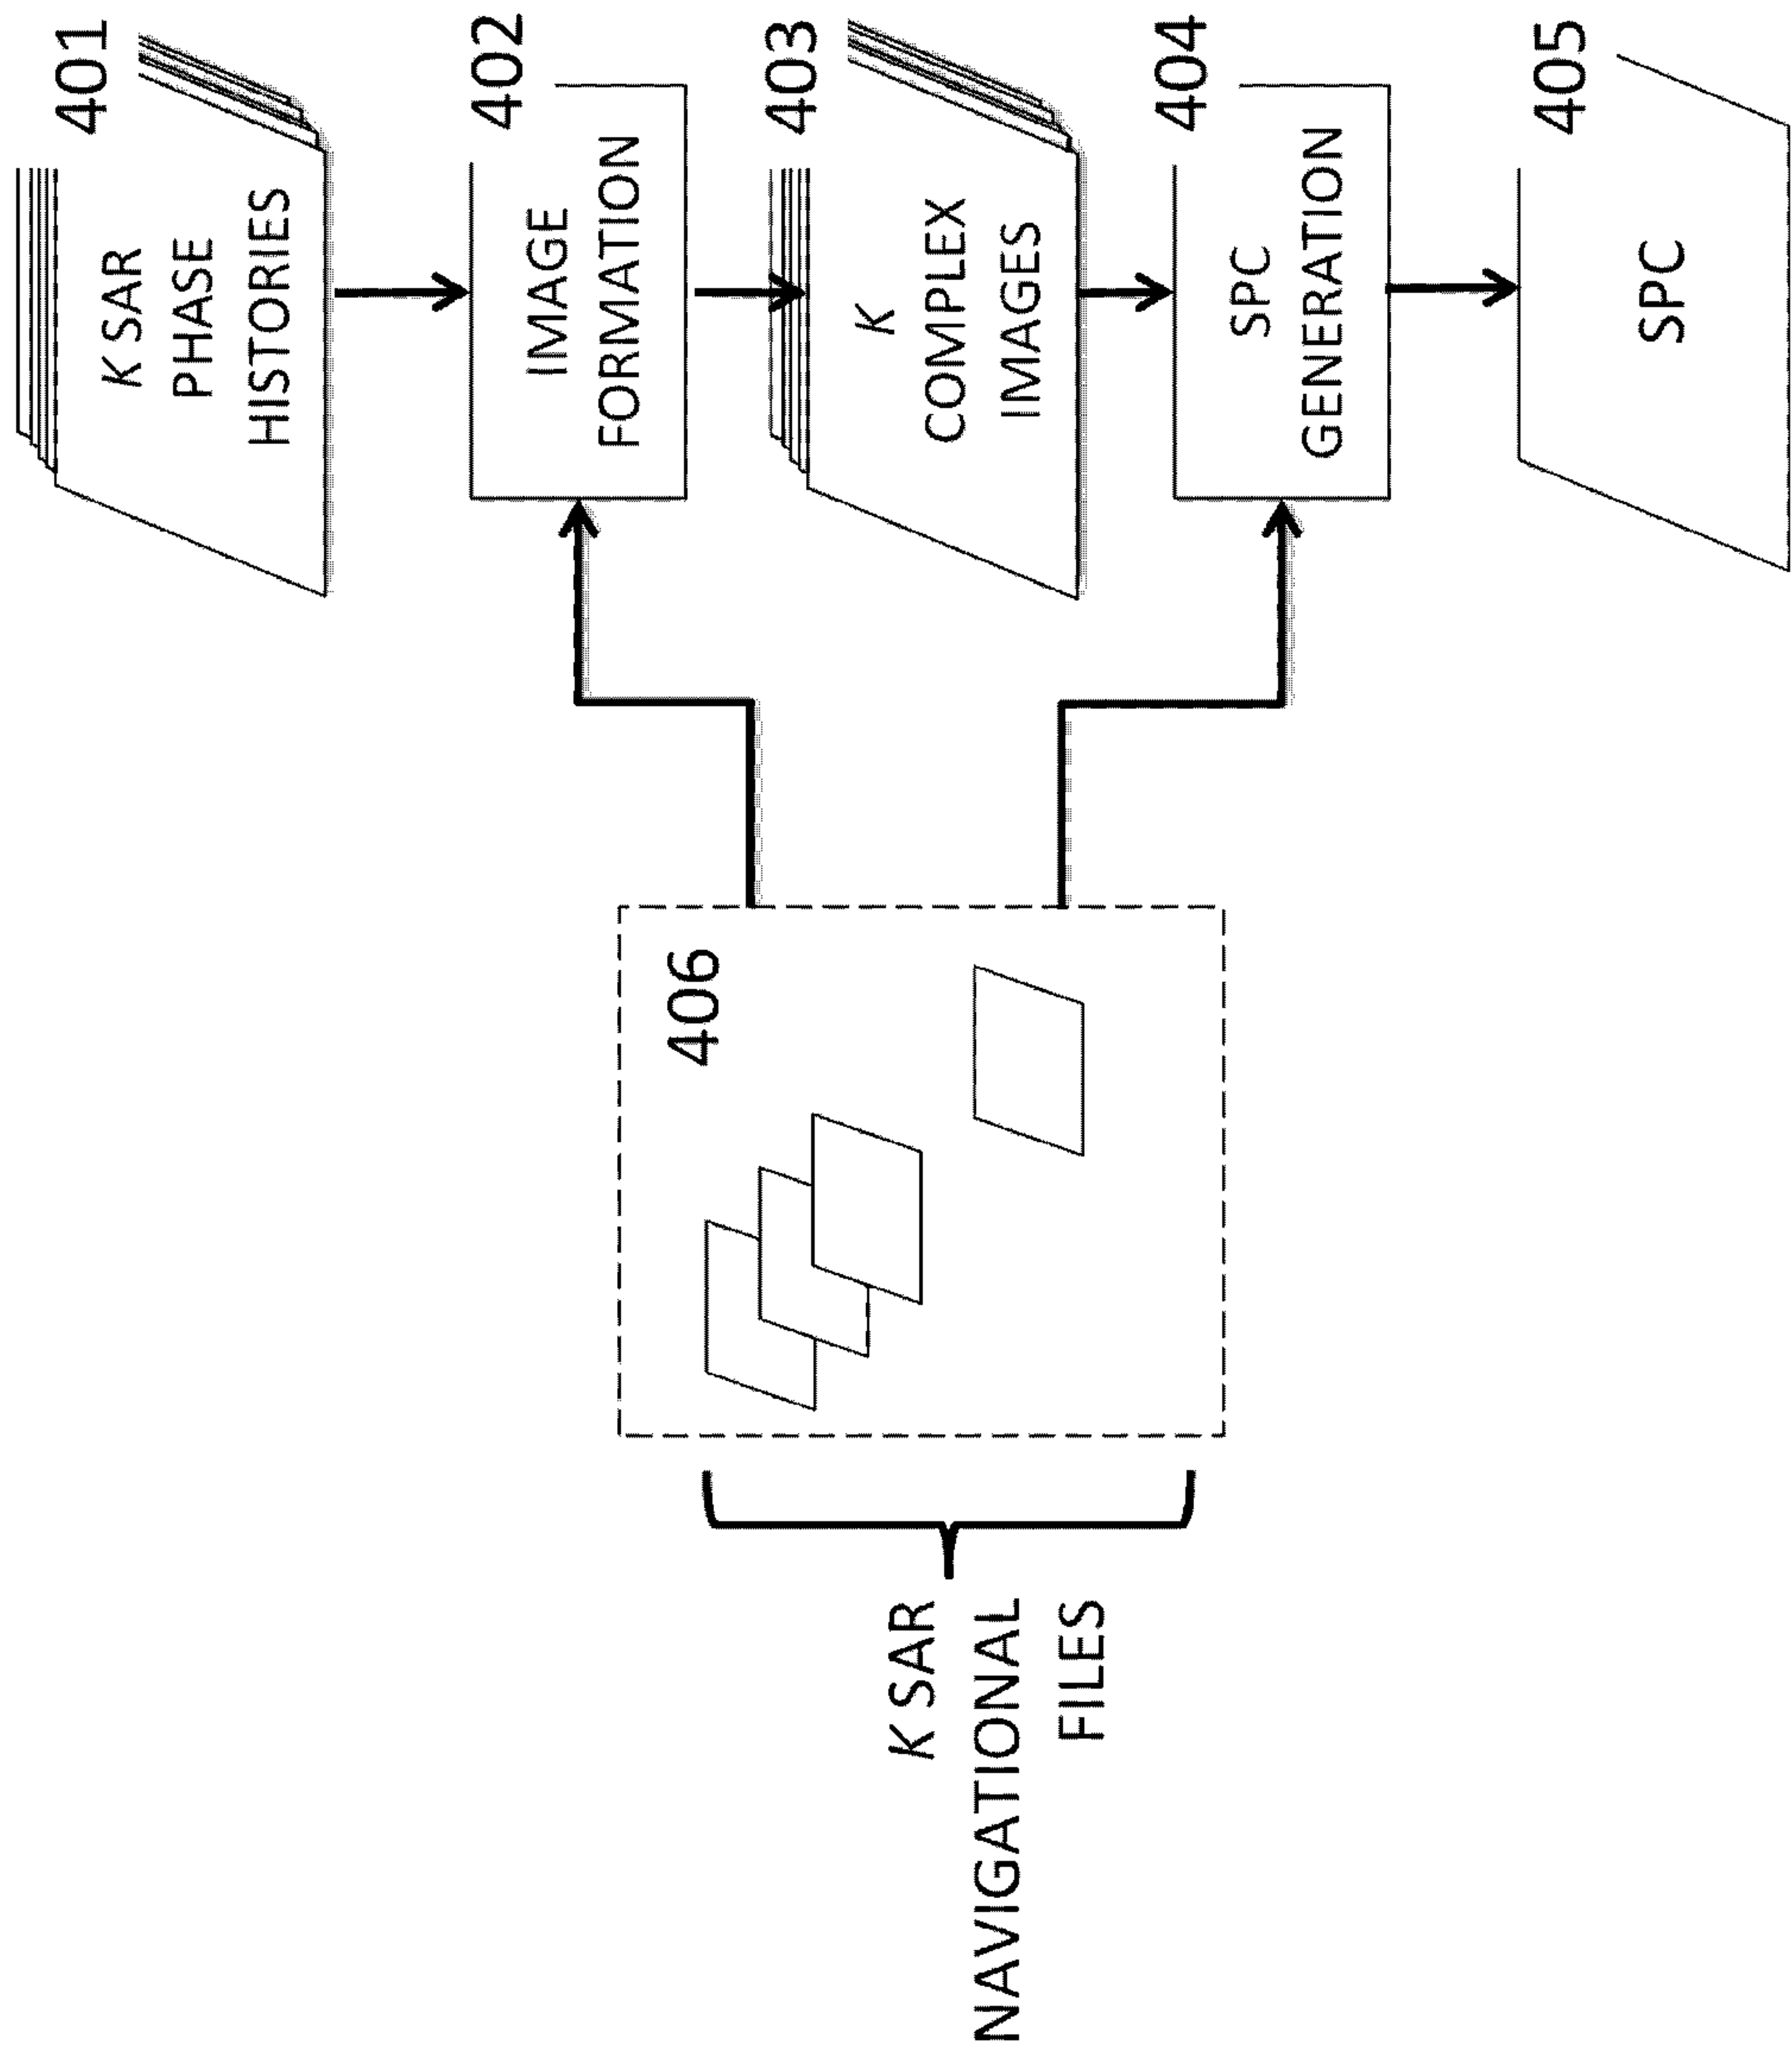 401
K SAR
PHASE
HISTORIES
402
IMAGE
FORMATION
403
K
COMPLEX
IMAGES
404
SPC
GENERATION
405
SPC
406
K SAR
NAVIGATIONAL
FILES